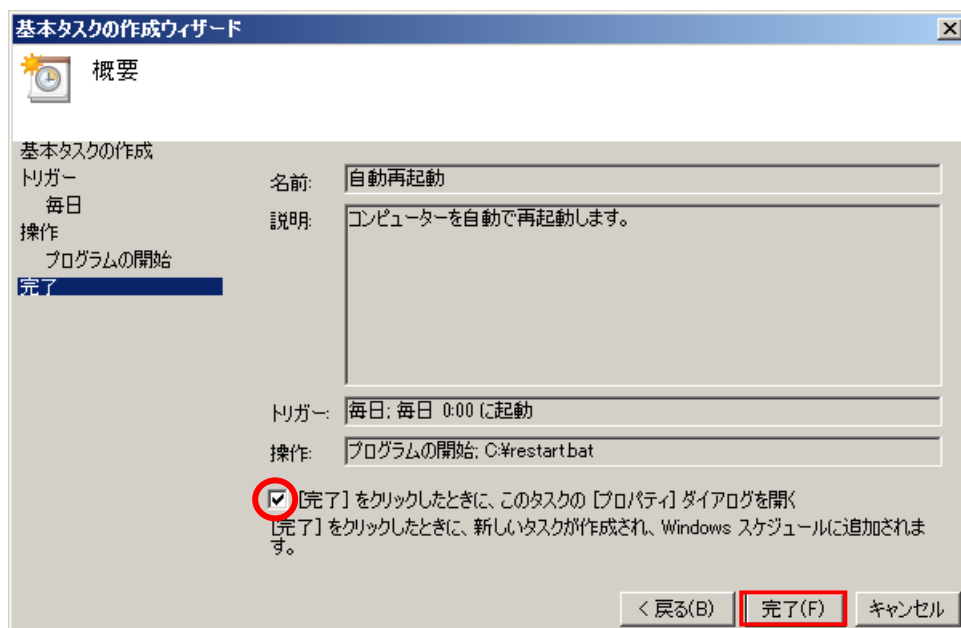 基本タスクの作成ウィザード
概要
基本タスクの作成
トリガー
毎日
操作
プログラムの開始
完了
名前: 自動再起動
説明: コンピューターを自動で再起動します。
トリガー: 毎日; 毎日 0:00 に起動
操作: プログラムの開始; C:¥restart.bat
[完了] をクリックしたときに、このタスクの [プロパティ] ダイアログを開く
[完了] をクリックしたときに、新しいタスクが作成され、Windows スケジュールに追加されま
す。
< 戻る(B) 完了(F) キャンセル